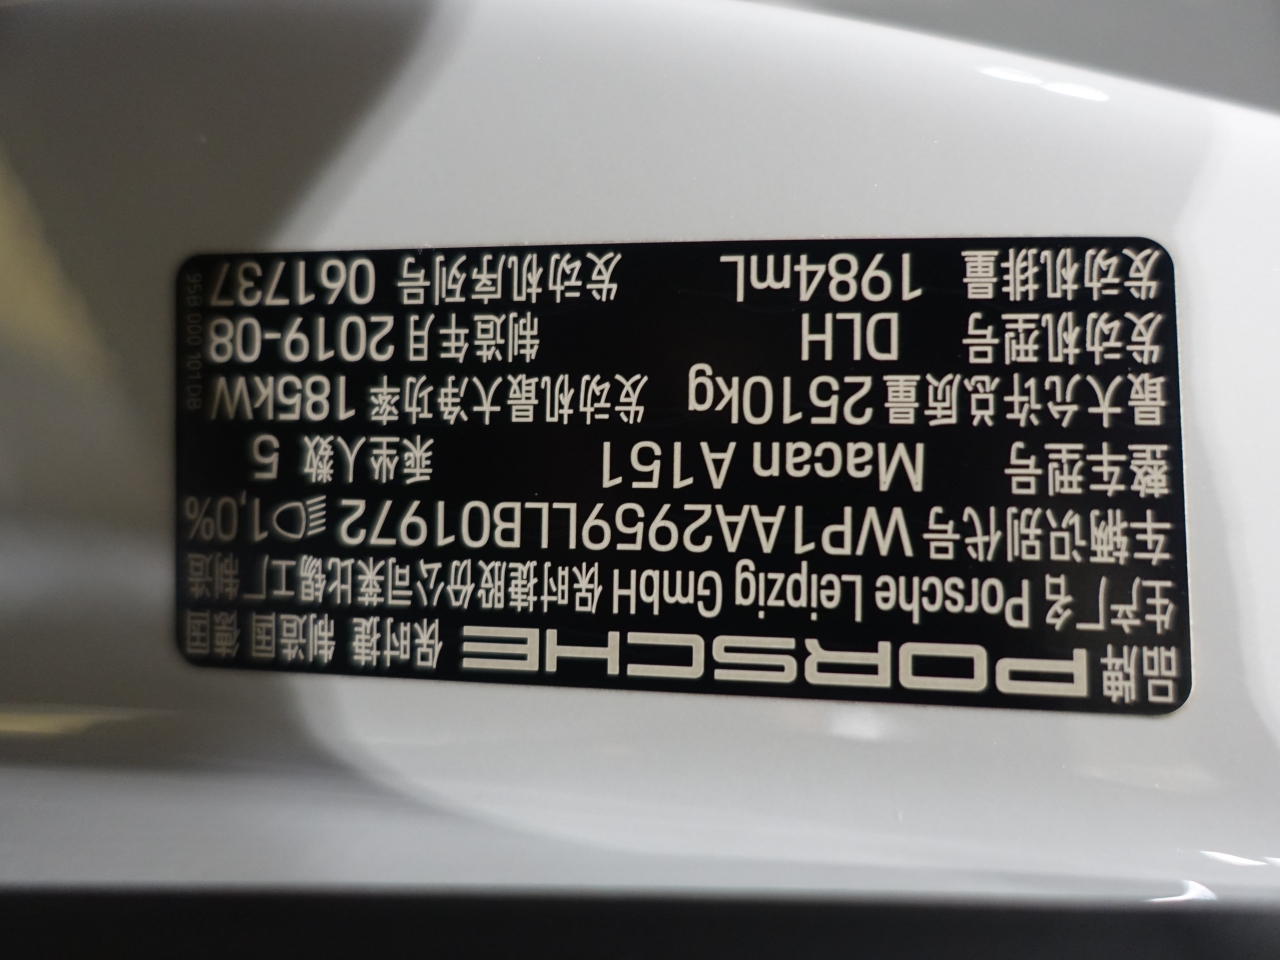 品牌 PORSCHE 保时捷 制造国 德国
生产厂名 Porsche Leipzig GmbH 保时捷股份公司莱比锡工厂 制造
车辆识别代号 WP1AA2959LLB01972 1,0%
整车型号 Macan A151 乘坐人数 5
最大允许总质量 2510kg 发动机最大净功率 185kW
发动机型号 DLH 制造年月 2019-08
发动机排量 1984mL 发动机序列号 061737
95B 000 101 DB